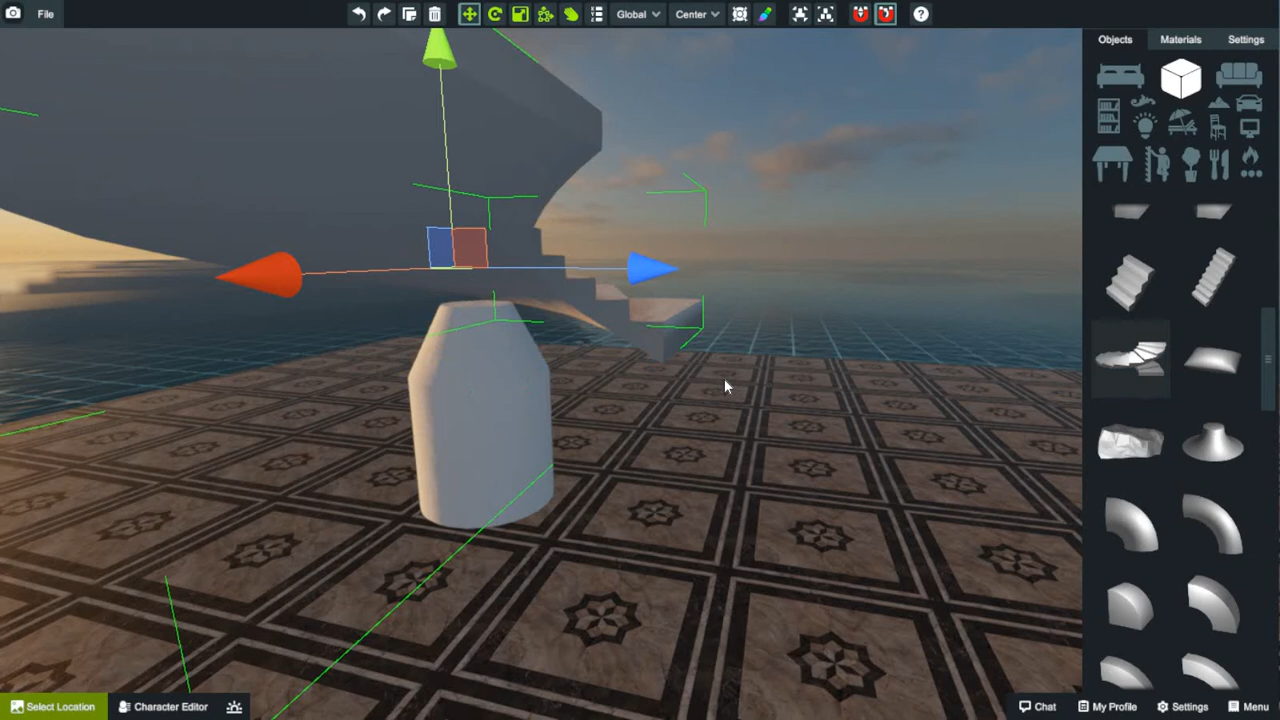 File
Global
Center
Objects
Materials
Settings
Select Location
Character Editor
Chat
My Profile
Settings
Menu